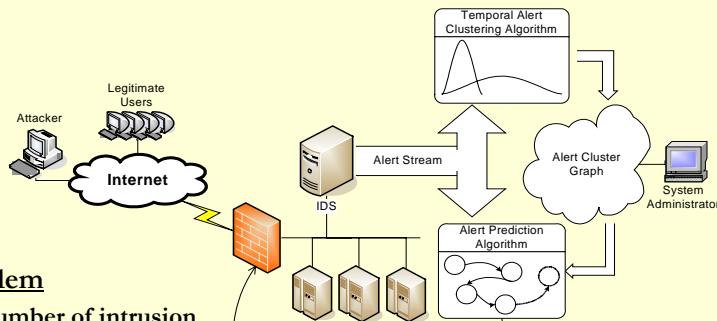 Temporal Alert
Clustering Algorithm
Legitimate
Users
Attacker
Internet
Alert Stream
IDS
Alert Cluster
Graph
System
Administrator
Alert Prediction
Algorithm
lem
umber of intrusion